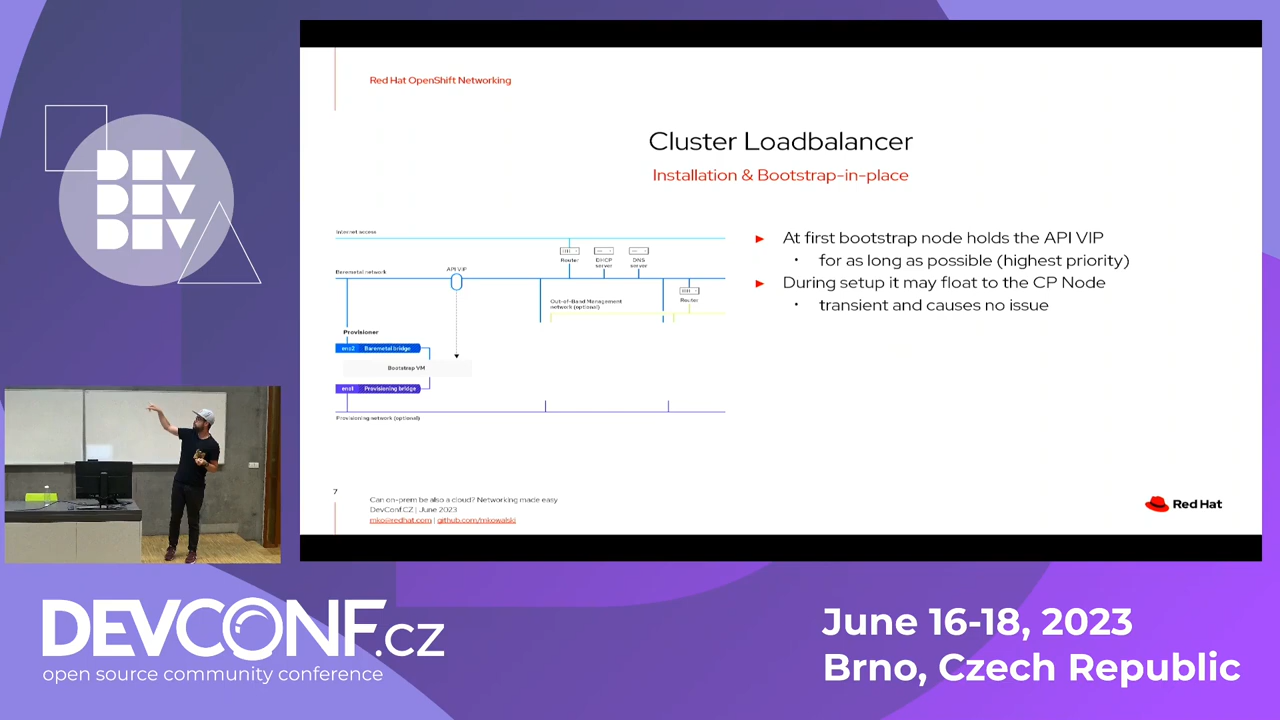 DEV
DEV
DEV
Red Hat OpenShift Networking
Cluster Loadbalancer
Installation & Bootstrap-in-place
Internet access
Router
DHCP
server
DNS
server
Baremetal network
API VIP
Router
Out-of-Band Management
network (optional)
Provisioner
eno2 Baremetal bridge
Bootstrap VM
eno1 Provisioning bridge
Provisioning network (optional)
At first bootstrap node holds the API VIP
for as long as possible (highest priority)
During setup it may float to the CP Node
transient and causes no issue
7
Can on-prem be also a cloud? Networking made easy
DevConf.CZ | June 2023
mko@redhat.com | github.com/mkowalski
Red Hat
DEVCONF.CZ
open source community conference
June 16-18, 2023
Brno, Czech Republic